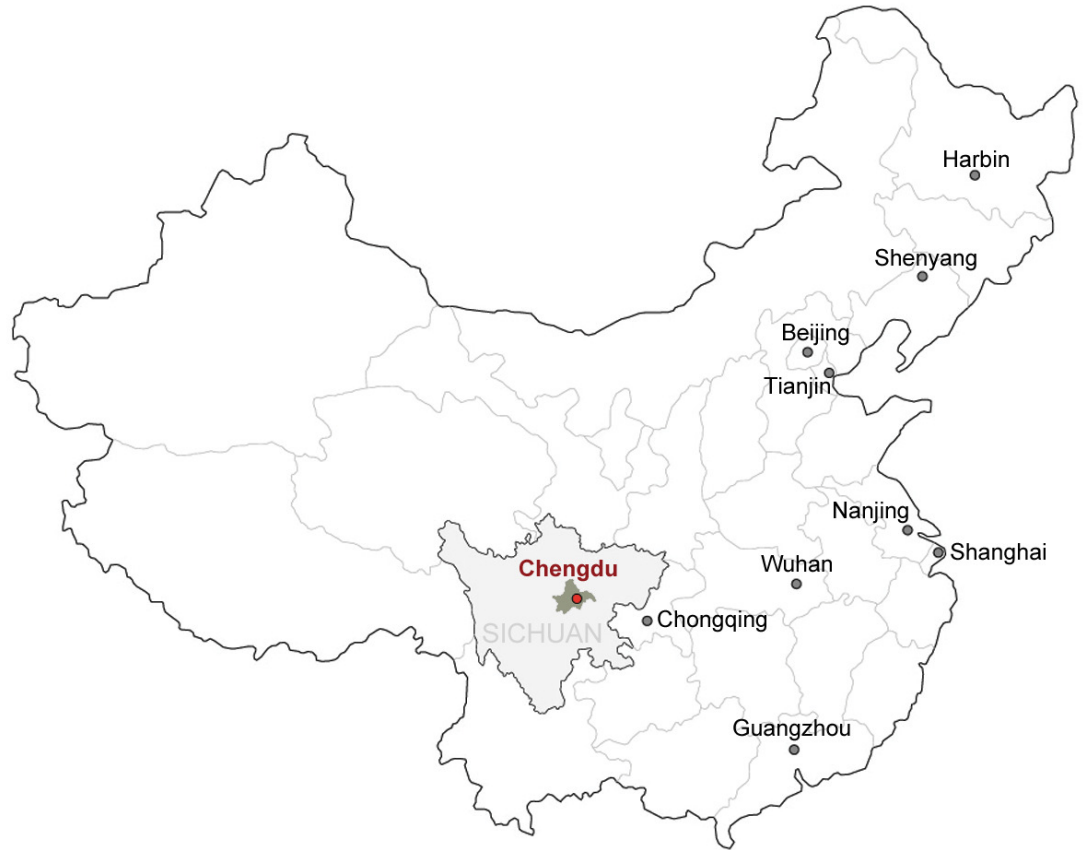 Harbin
Shenyang
Beijing
Tianjin
Nanjing
Shanghai
Wuhan
Chengdu
Chongqing
SICHUAN
Guangzhou